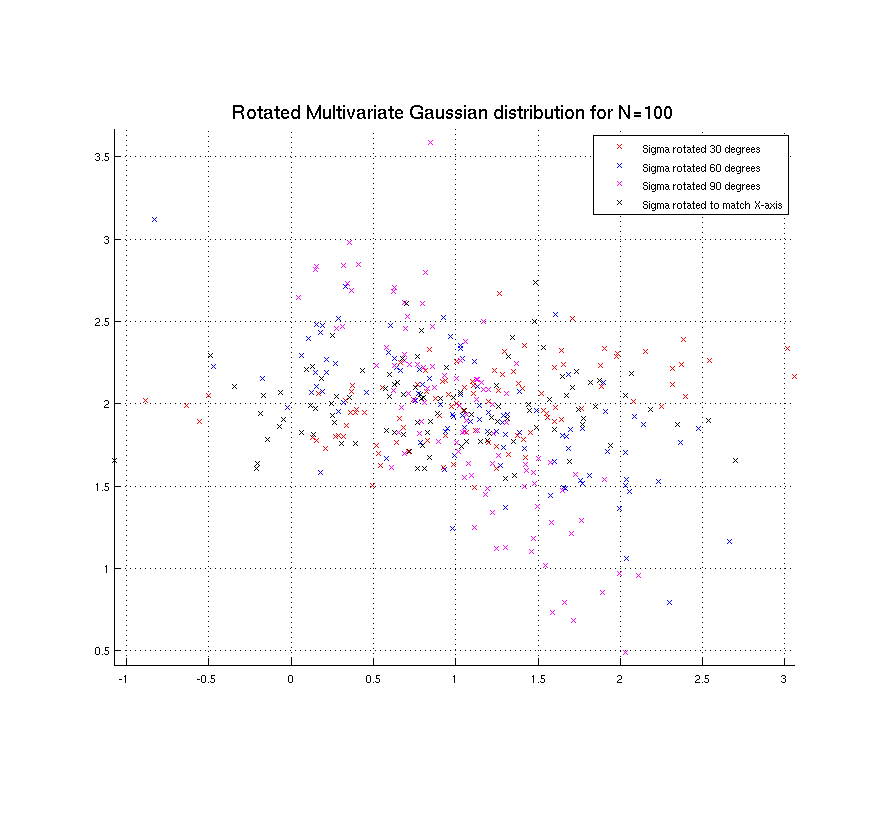 Rotated Multivariate Gaussian distribution for N=100
Sigma rotated 30 degrees
Sigma rotated 60 degrees
Sigma rotated 90 degrees
Sigma rotated to match X-axis
3.5
3
2.5
2
1.5
1
0.5
-1 -0.5 0 0.5 1 1.5 2 2.5 3